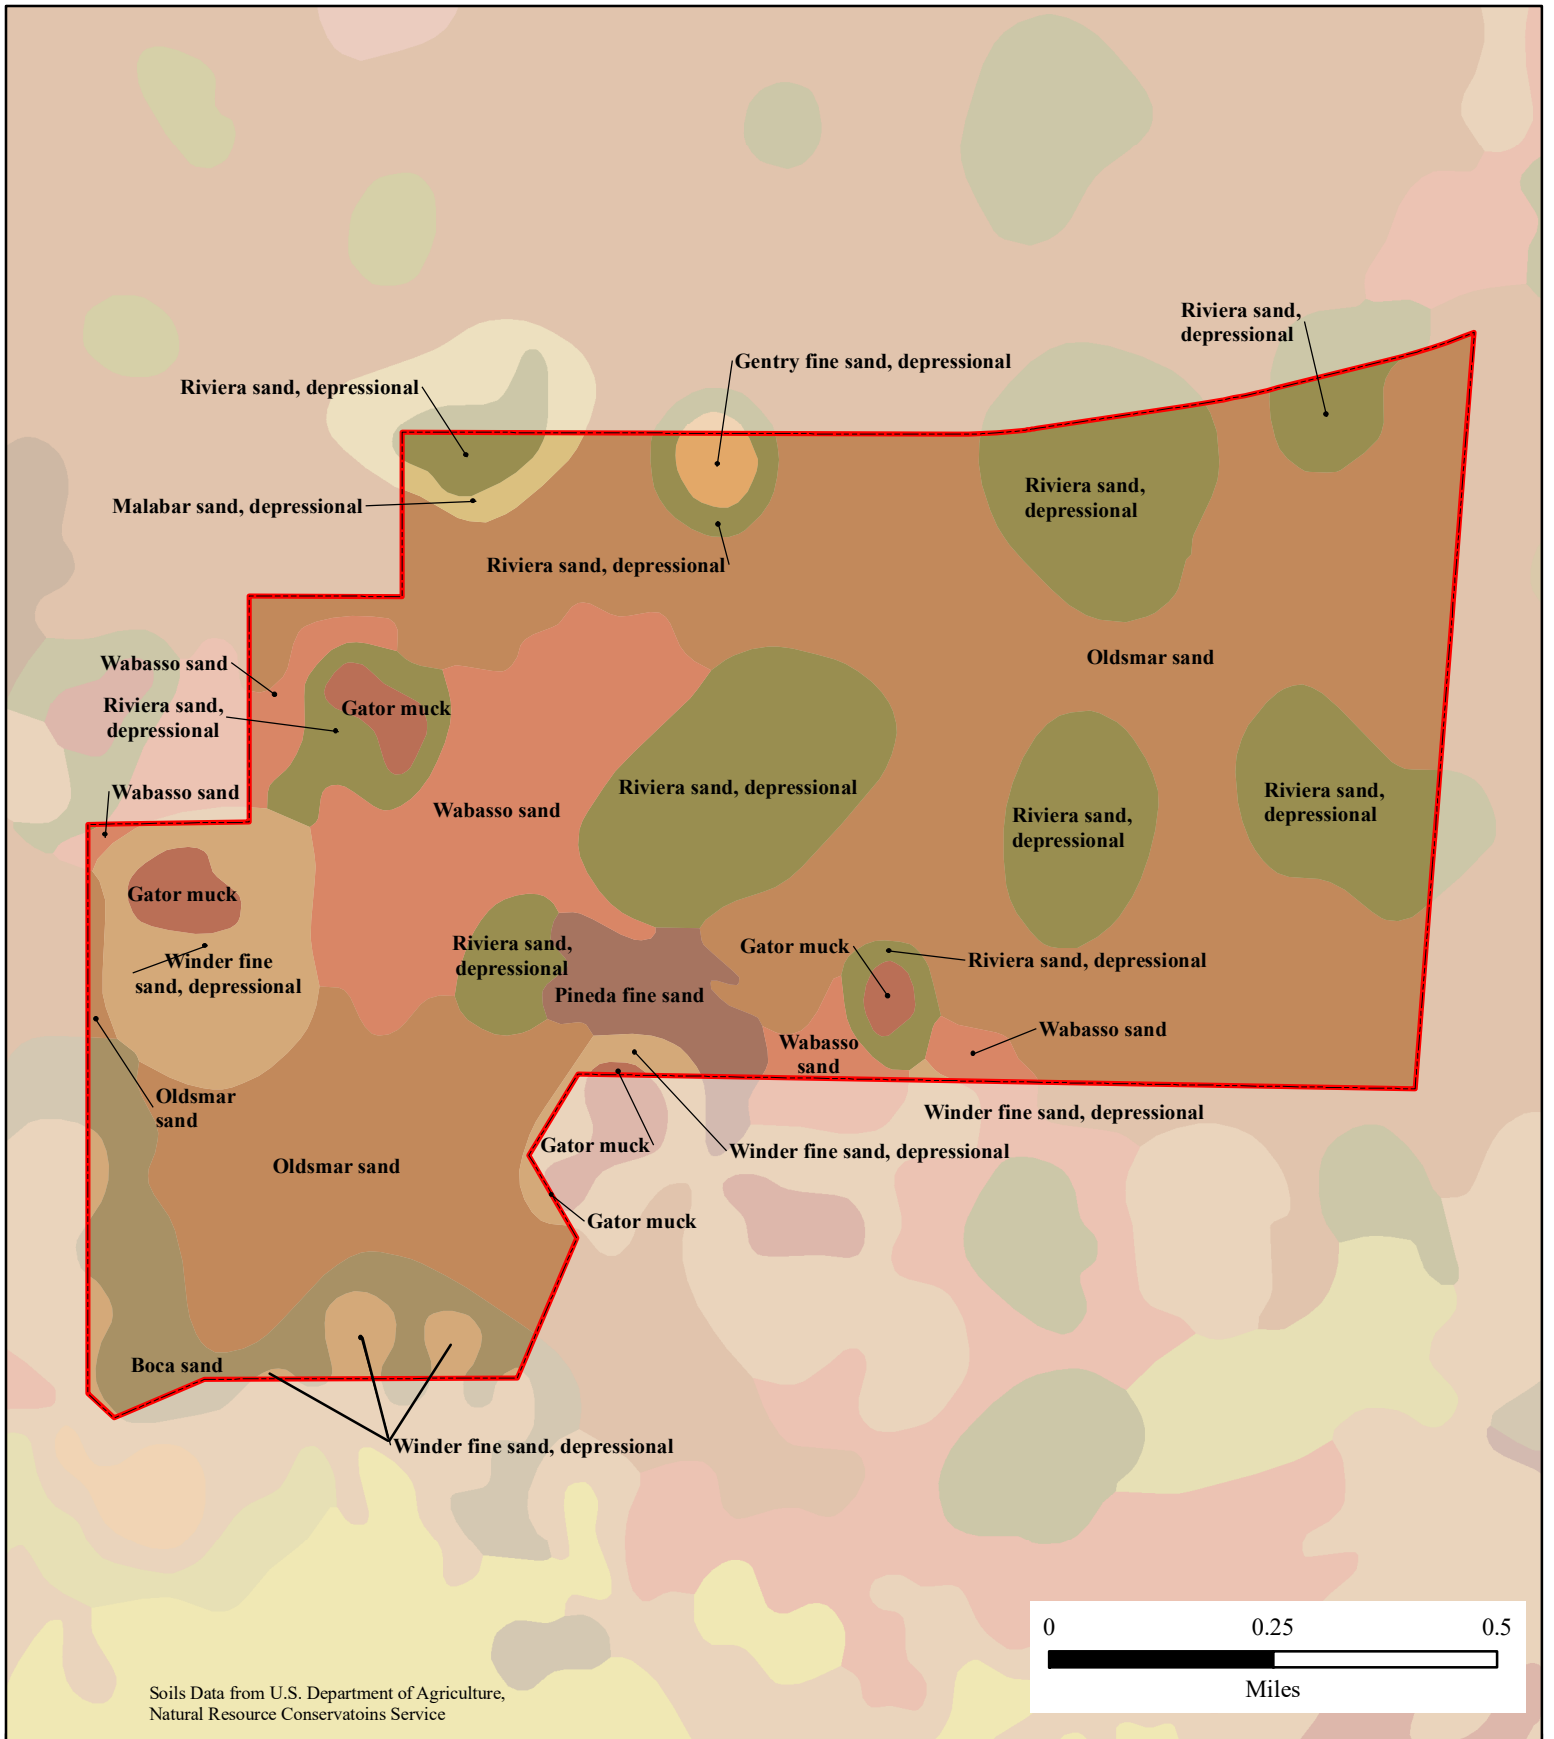 Riviera sand,
depressional
Gentry fine sand, depressional
Riviera sand, depressional
Riviera sand,
depressional
Malabar sand, depressional
Riviera sand, depressional
Oldsmar sand
Wabasso sand
Riviera sand,
depressional
Gator muck
Wabasso sand
Wabasso sand
Riviera sand, depressional
Riviera sand,
depressional
Riviera sand,
depressional
Gator muck
Riviera sand,
depressional
Gator muck
Riviera sand, depressional
Winder fine
sand, depressional
Pineda fine sand
Wabasso sand
Wabasso
sand
Oldsmar
sand
Winder fine sand, depressional
Gator muck
Winder fine sand, depressional
Oldsmar sand
Gator muck
Boca sand
Winder fine sand, depressional
0 0.25 0.5
Miles
Soils Data from U.S. Department of Agriculture,
Natural Resource Conservatoins Service